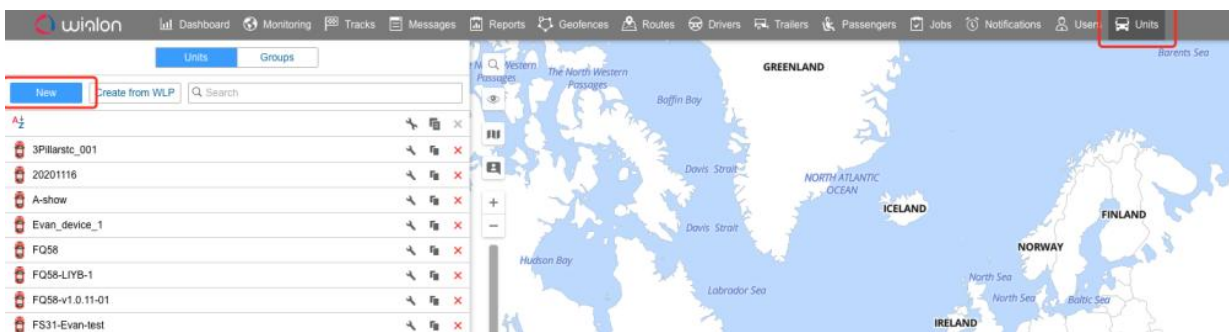 wialon Dashboard Monitoring Tracks Messages Reports Geofences Routes Drivers Trailers Passengers Jobs Notifications Users Units
Units Groups
New Create from WLP Search
3Pillarstc_001
20201116
A-show
Evan_device_1
FQ58
FQ58-LIYB-1
FQ58-v1.0.11-01
FS31-Evan-test
Barents Sea
The North Western
Passages
GREENLAND
Baffin Bay
Davis Strait
NORTH ATLANTIC
OCEAN
ICELAND
FINLAND
Davis Strait
NORWAY
Hudson Bay
North Sea
Labrador Sea
North Sea
Baltic Sea
IRELAND